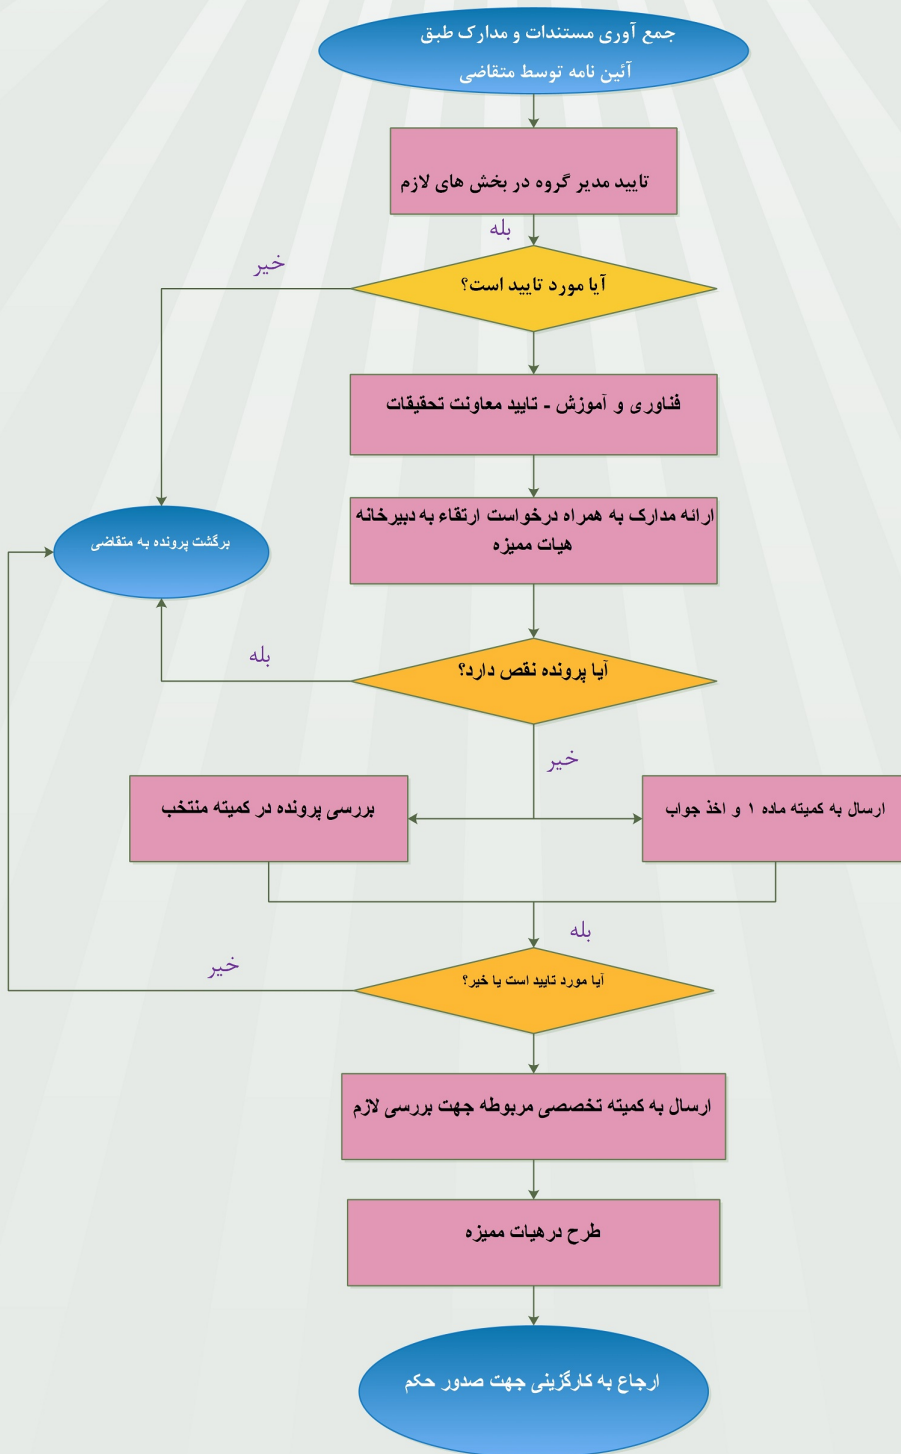 جمع آوری مستندات و مدارک طبق
آئین نامه توسط متقاضی
تایید مدیر گروه در بخش های لازم
بله
خیر
آیا مورد تایید است؟
فناوری و آموزش - تایید معاونت تحقیقات
ارائه مدارک به همراه درخواست ارتقاء به دبیرخانه
هیات ممیزه
برگشت پرونده به متقاضی
بله
آیا پرونده نقص دارد؟
خیر
ارسال به کمیته ماده ۱ و اخذ جواب
بررسی پرونده در کمیته منتخب
بله
خیر
آیا مورد تایید است یا خیر؟
ارسال به کمیته تخصصی مربوطه جهت بررسی لازم
طرح درهیات ممیزه
ارجاع به کارگزینی جهت صدور حکم